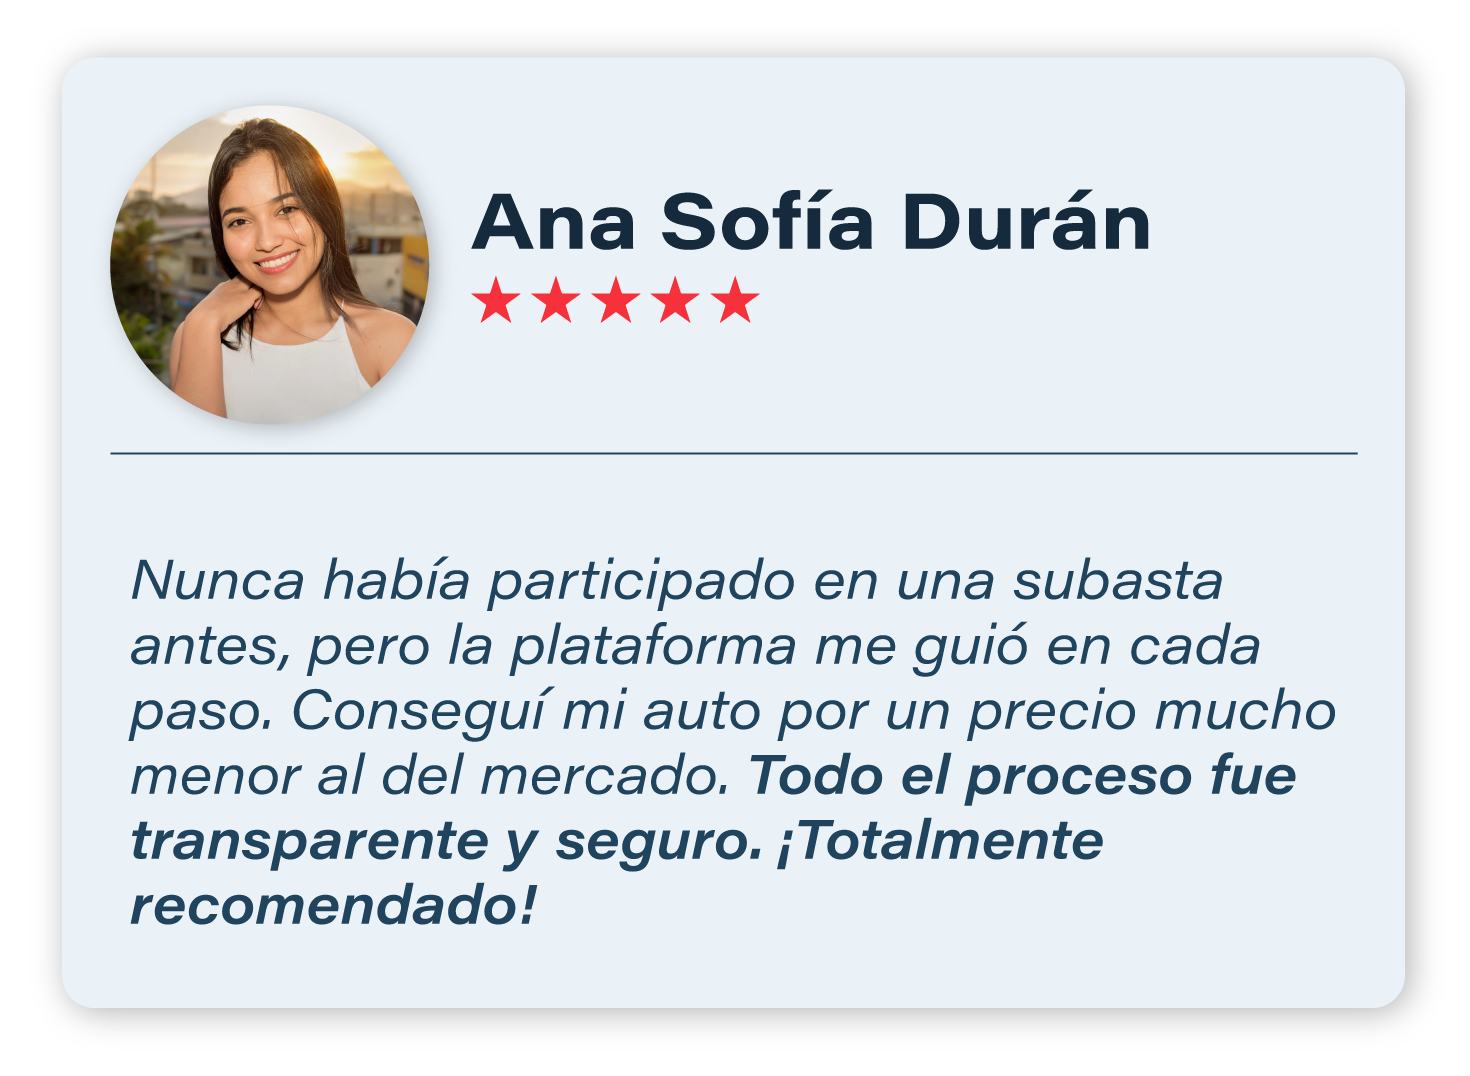 Ana Sofía Durán
Nunca había participado en una subasta
antes, pero la plataforma me guió en cada
paso. Conseguí mi auto por un precio mucho
menor al del mercado. Todo el proceso fue
transparente y seguro. ¡Totalmente
recomendado!